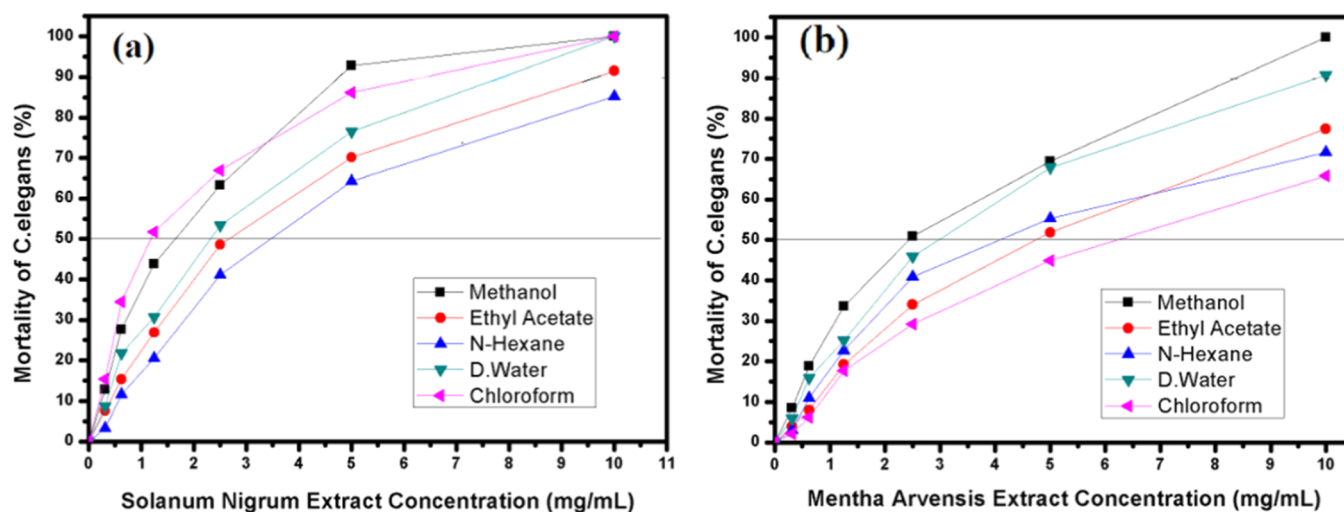 (a)
Mortality of C.elegans (%)
100
90
80
70
60
50
40
30
20
10
0
Methanol
Ethyl Acetate
N-Hexane
D.Water
Chloroform
0 1 2 3 4 5 6 7 8 9 10 11
Solanum Nigrum Extract Concentration (mg/mL)
(b)
Mortality of C.elegans (%)
100
90
80
70
60
50
40
30
20
10
0
Methanol
Ethyl Acetate
N-Hexane
D.Water
Chloroform
0 1 2 3 4 5 6 7 8 9 10
Mentha Arvensis Extract Concentration (mg/mL)